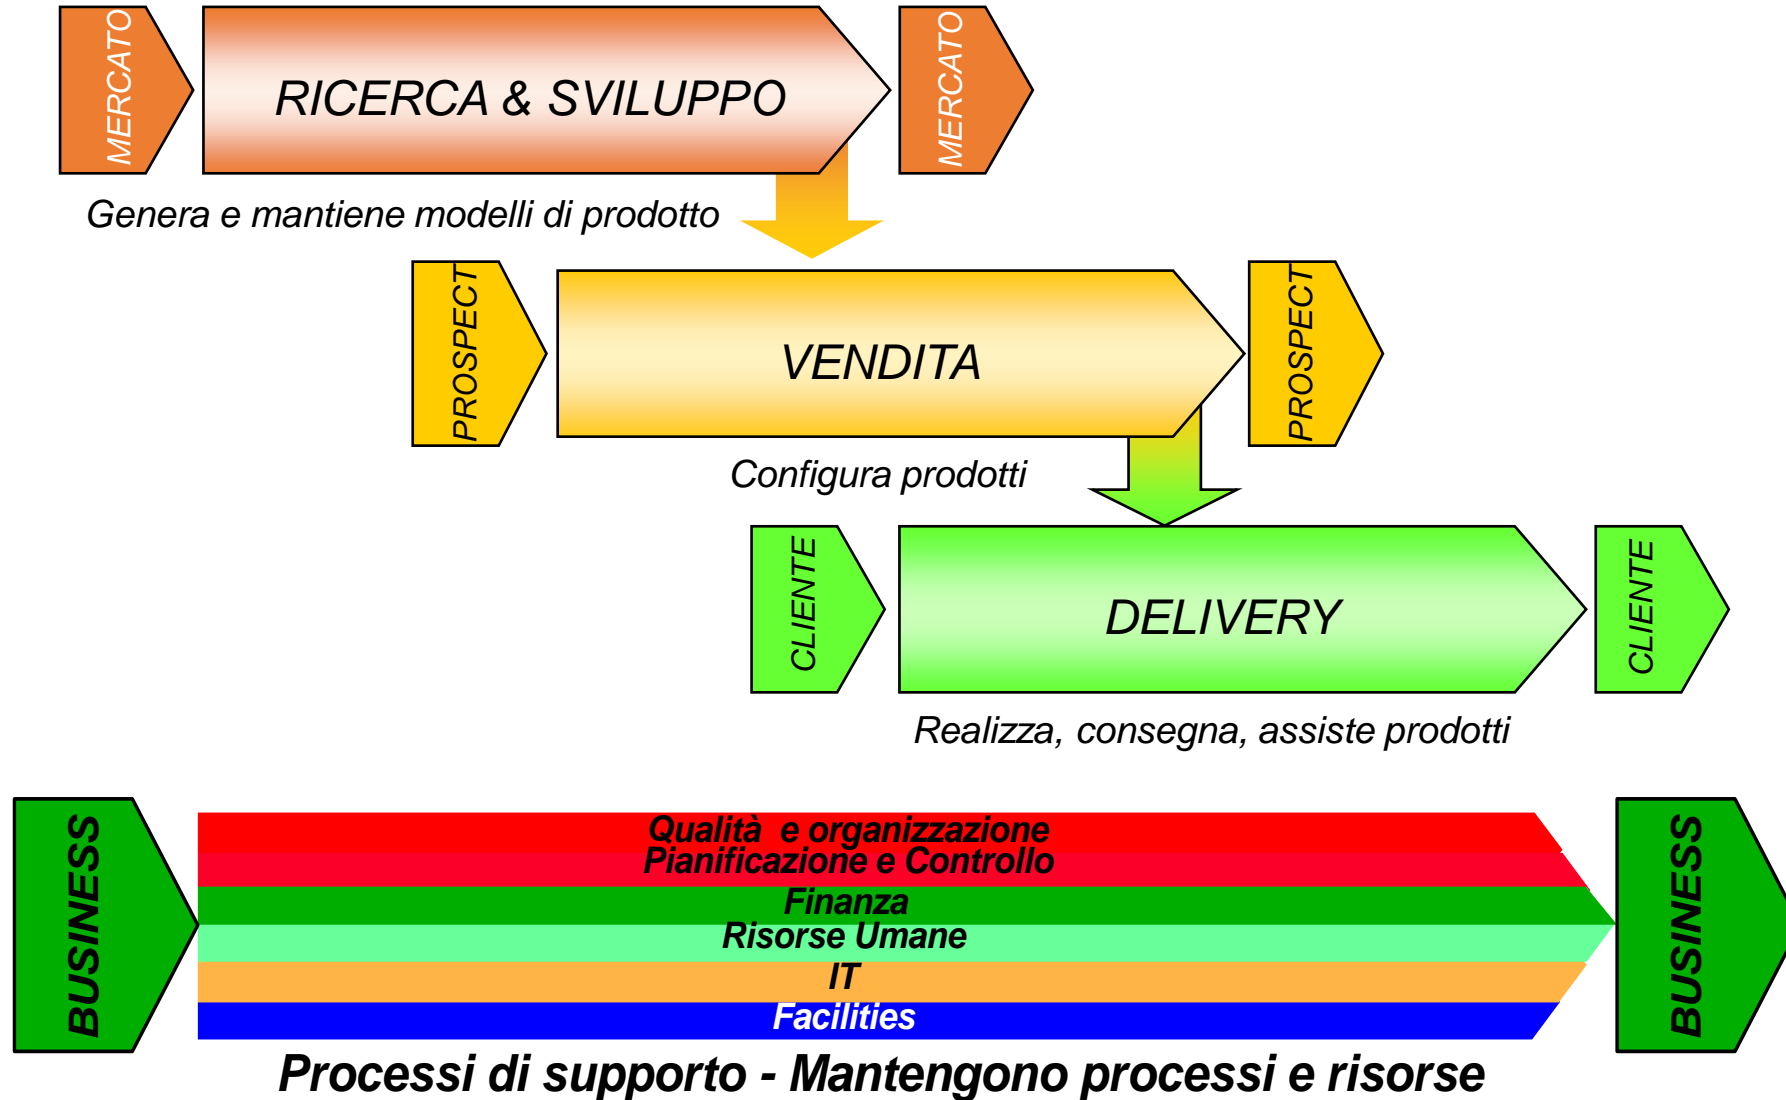 MERCATO
RICERCA & SVILUPPO
MERCATO
Genera e mantiene modelli di prodotto
PROSPECT
VENDITA
PROSPECT
Configura prodotti
CLIENTE
DELIVERY
CLIENTE
Realizza, consegna, assiste prodotti
BUSINESS
Qualità e organizzazione
Pianificazione e Controllo
Finanza
Risorse Umane
IT
Facilities
BUSINESS
Processi di supporto - Mantengono processi e risorse